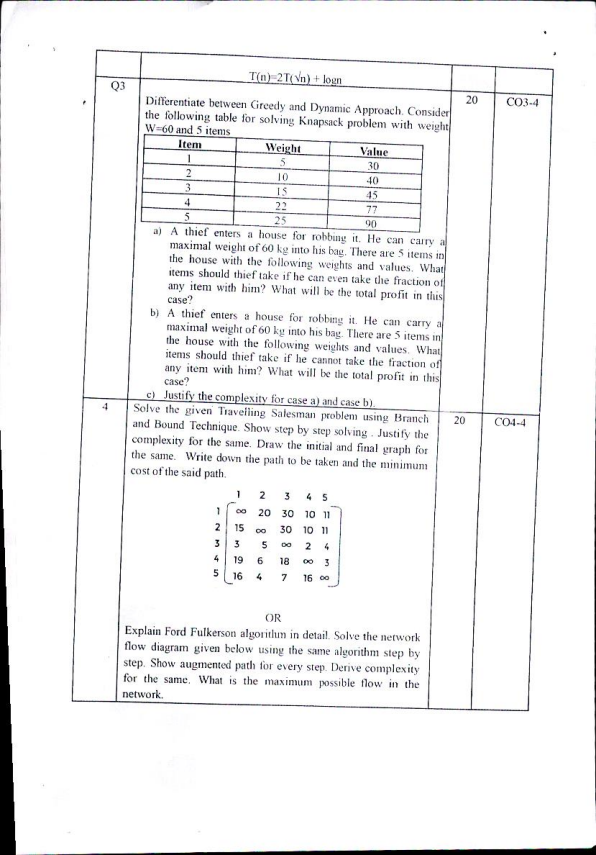 T(n)=2T(√n) + logn
Q3
20
CO3-4
Differentiate between Greedy and Dynamic Approach. Consider
the following table for solving Knapsack problem with weight
W=60 and 5 items
Item Weight Value
1 5 30
2 10 40
3 15 45
4 22 77
5 25 90
a) A thief enters a house for robbing it. He can carry a
maximal weight of 60 kg into his bag. There are 5 items in
the house with the following weights and values. What
items should thief take if he can even take the fraction of
any item with him? What will be the total profit in this
case?
b) A thief enters a house for robbing it. He can carry a
maximal weight of 60 kg into his bag. There are 5 items in
the house with the following weights and values. What
items should thief take if he cannot take the fraction of
any item with him? What will be the total profit in this
case?
c) Justify the complexity for case a) and case b).
4
20
CO4-4
Solve the given Travelling Salesman problem using Branch
and Bound Technique. Show step by step solving . Justify the
complexity for the same. Draw the initial and final graph for
the same. Write down the path to be taken and the minimum
cost of the said path.
1 2 3 4 5
1 ∞ 20 30 10 11
2 15 ∞ 30 10 11
3 3 5 ∞ 2 4
4 19 6 18 ∞ 3
5 16 4 7 16 ∞
OR
Explain Ford Fulkerson algorithm in detail. Solve the network
flow diagram given below using the same algorithm step by
step. Show augmented path for every step. Derive complexity
for the same. What is the maximum possible flow in the
network.